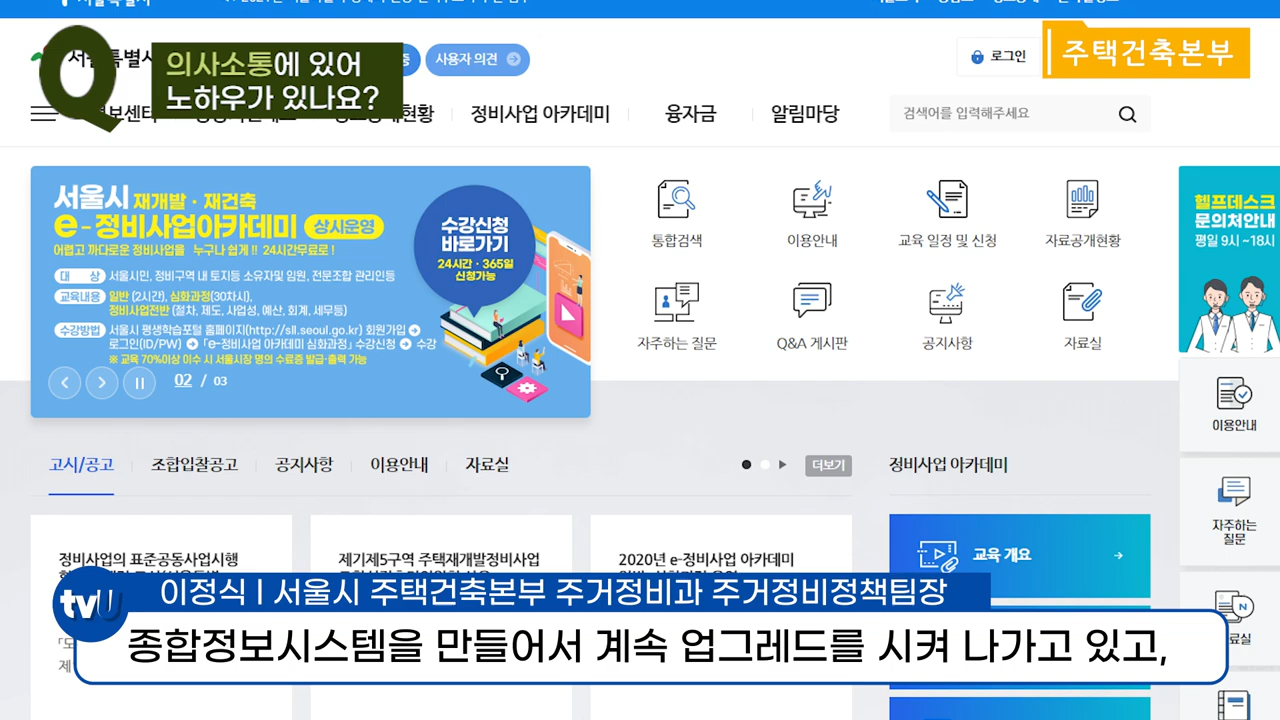 Q
의사소통에 있어
노하우가 있나요?
사용자 의견
로그인
주택건축본부
정비사업 아카데미
융자금
알림마당
검색어를 입력해주세요
서울시 재개발 · 재건축
e-정비사업아카데미 상시운영
어렵고 까다로운 정비사업을 누구나 쉽게 !! 24시간무료로 !
대 상 서울시민, 정비구역 내 토지등 소유자및 임원, 전문조합 관리인등
교육내용 일반 (2시간), 심화과정(30차시),
정비사업전반 (절차, 제도, 사업성, 예산, 회계, 세무등)
수강방법 서울시 평생학습포털 홈페이지(http://sll.seoul.go.kr) 회원가입
로그인(ID/PW) 「e-정비사업 아카데미 심화과정」수강신청 수강
※ 교육 70%이상 이수 시 서울시장 명의 수료증 발급·출력 가능
02 / 03
수강신청
바로가기
24시간 · 365일
신청가능
통합검색
이용안내
교육 일정 및 신청
자료공개현황
자주하는 질문
Q&A 게시판
공지사항
자료실
헬프데스크
문의처안내
평일 9시 ~18시
이용안내
자주하는
질문
고시/공고
조합입찰공고
공지사항
이용안내
자료실
더보기
정비사업 아카데미
정비사업의 표준공동사업시행
제기제5구역 주택재개발정비사업
2020년 e-정비사업 아카데미
교육 개요
tvU
이정식 | 서울시 주택건축본부 주거정비과 주거정비정책팀장
종합정보시스템을 만들어서 계속 업그레드를 시켜 나가고 있고,